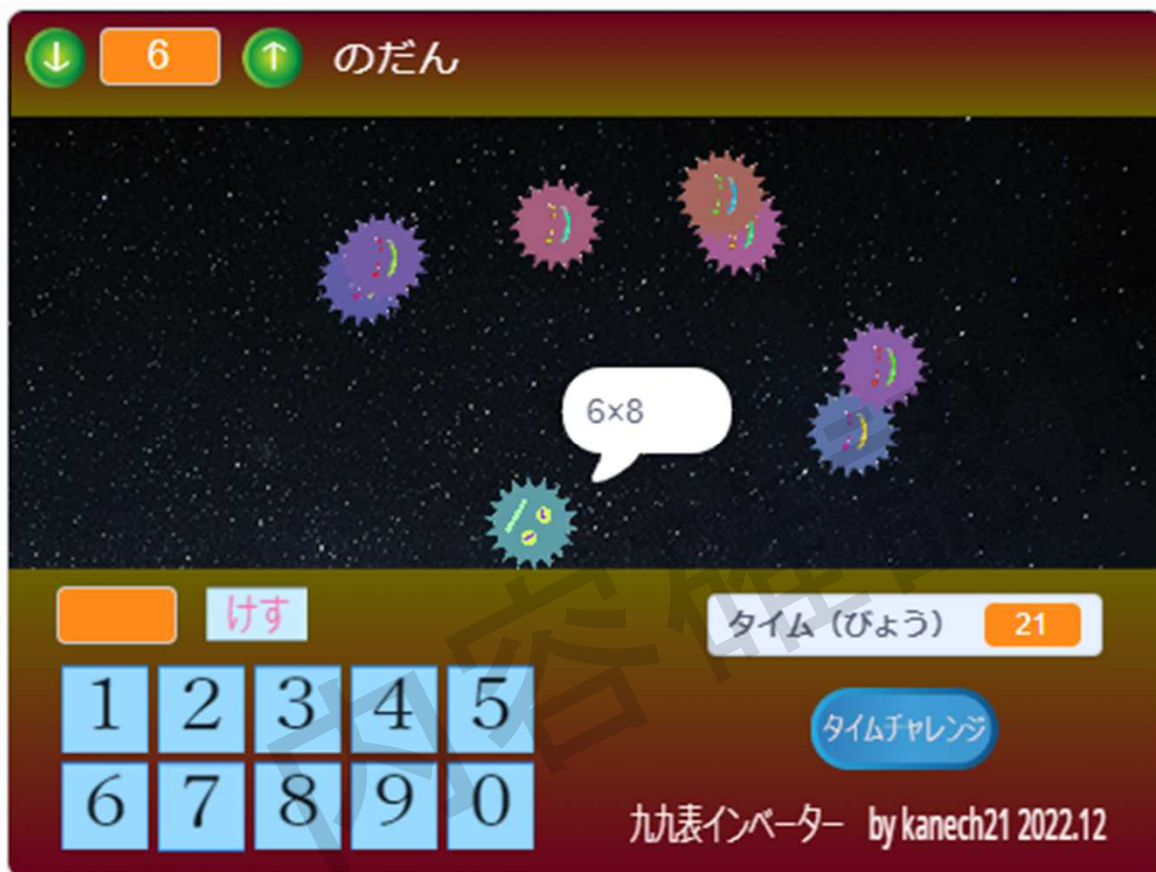 ↓ 6 ↑ のだん
6×8
けす
タイム（びょう） 21
1 2 3 4 5
タイムチャレンジ
6 7 8 9 0
九九表インベーター by kanech21 2022.12